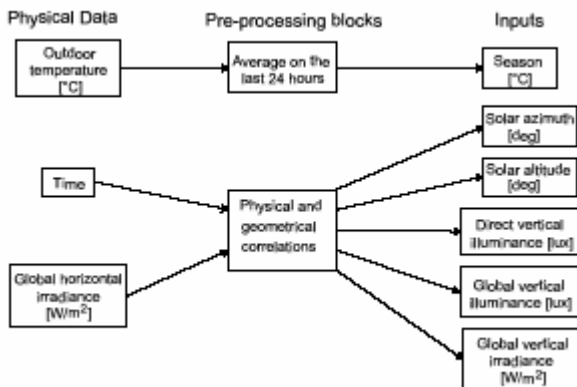 Physical Data
Pre-processing blocks
Inputs
Outdoor
temperature
[°C]
Average on the
last 24 hours
Season
[°C]
Solar azimuth
[deg]
Solar altitude
[deg]
Time
Physical and
geometrical
correlations
Direct vertical
illuminance [lux]
Global horizontal
irradiance
[W/m²]
Global vertical
illuminance [lux]
Global vertical
irradiance
[W/m²]